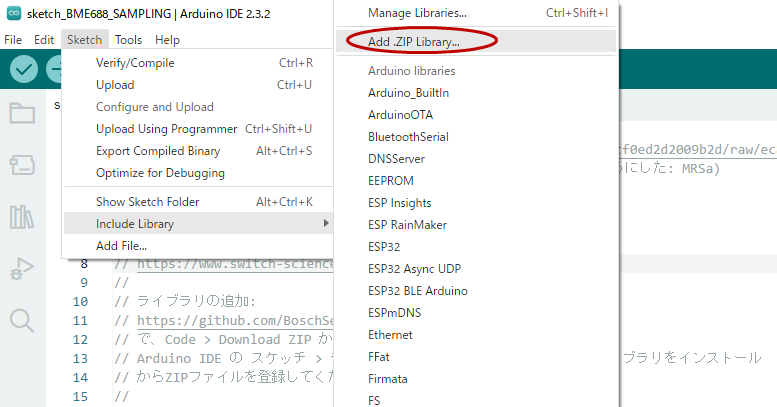 sketch_BME688_SAMPLING | Arduino IDE 2.3.2
File Edit Sketch Tools Help
Verify/Compile Ctrl+R
Upload Ctrl+U
Configure and Upload
Upload Using Programmer Ctrl+Shift+U
Export Compiled Binary Alt+Ctrl+S
Optimize for Debugging
Show Sketch Folder Alt+Ctrl+K
Include Library
Add File...
Manage Libraries... Ctrl+Shift+I
Add .ZIP Library...
Arduino libraries
Arduino_BuiltIn
ArduinoOTA
BluetoothSerial
DNSServer
EEPROM
ESP Insights
ESP RainMaker
ESP32
ESP32 Async UDP
ESP32 BLE Arduino
ESPmDNS
Ethernet
FFat
Firmata
FS
f0ed2d2009b2d/raw/eca
にした: MRSa)
8 // https://www.switch-science
9 //
10 // ライブラリの追加:
11 // https://github.com/BoschSe
12 // で、Code > Download ZIP か
13 // Arduino IDE の スケッチ > ブラリをインストール
14 // からZIPファイルを登録してくた
15 //